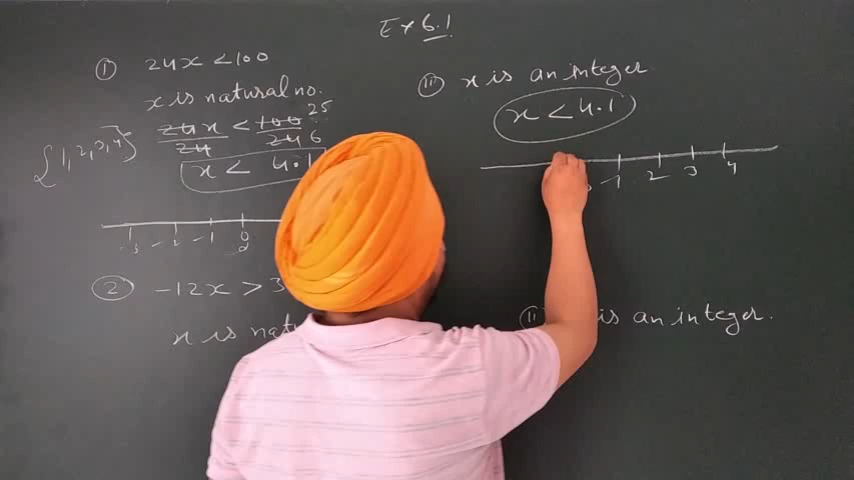 Ex 6.1
① 24x < 100
x is natural no.
24x < 100 25
24 24 6
{1, 2, 3, 4} x < 4.1
-3 -2 -1 0
② -12x > 3
x is natu
(ii) x is an integer
x < 4.1
1 2 3 4
(ii) is an integer.